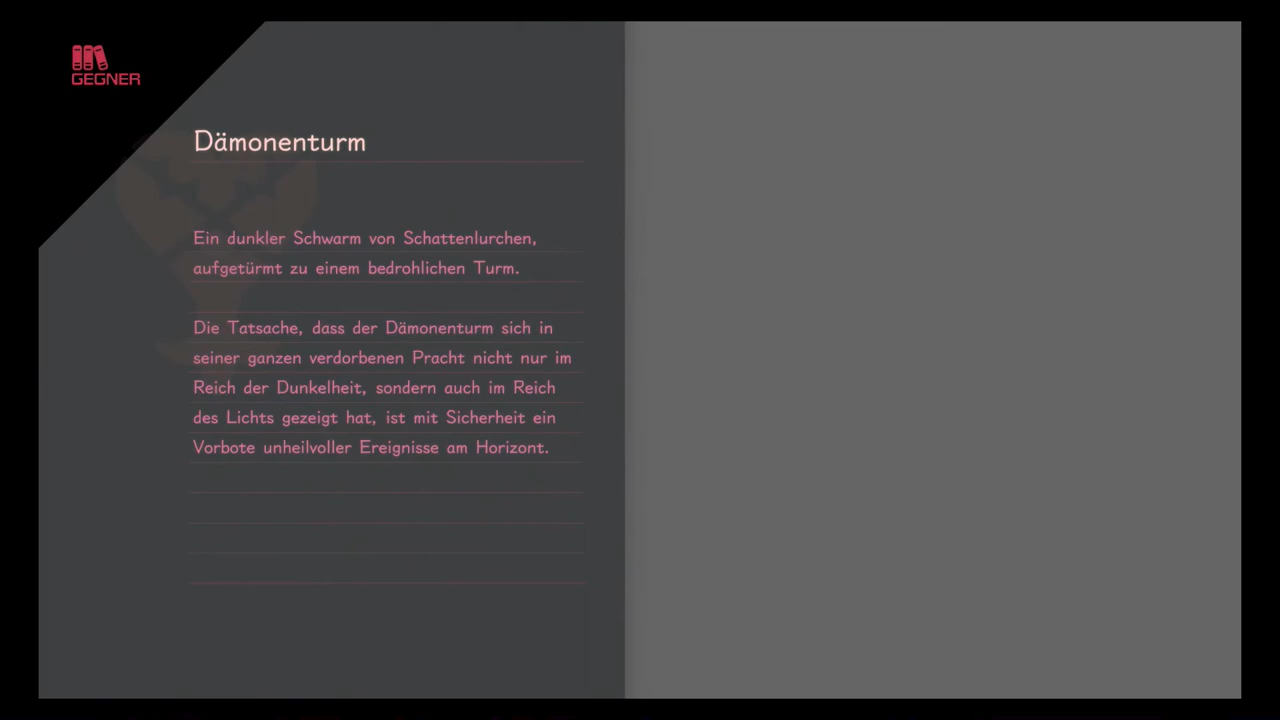 GEGNER
Dämonenturm
Ein dunkler Schwarm von Schattenlurchen,
aufgetürmt zu einem bedrohlichen Turm.
Die Tatsache, dass der Dämonenturm sich in
seiner ganzen verdorbenen Pracht nicht nur im
Reich der Dunkelheit, sondern auch im Reich
des Lichts gezeigt hat, ist mit Sicherheit ein
Vorbote unheilvoller Ereignisse am Horizont.